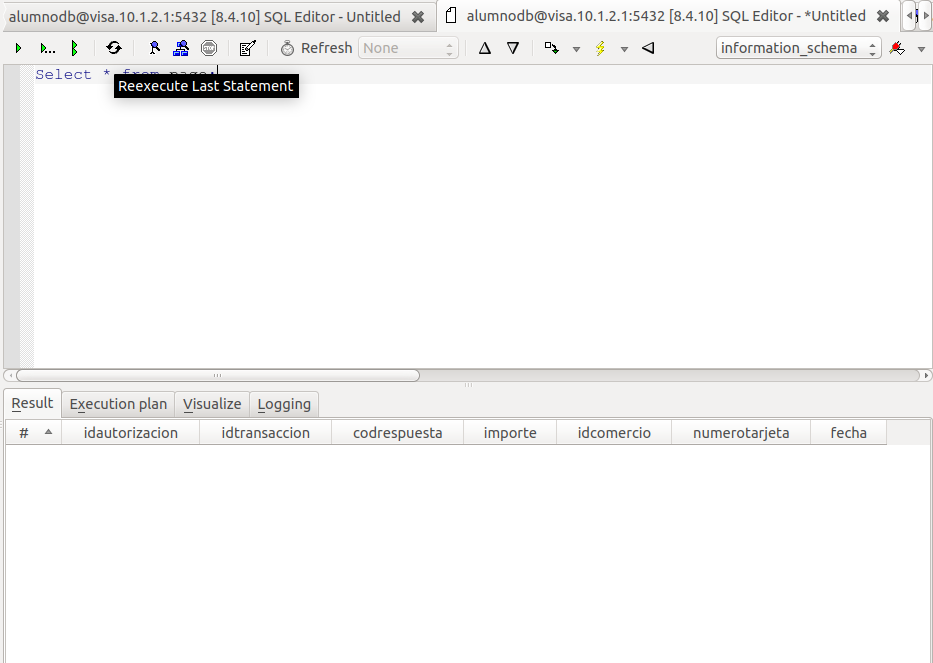 alumnodb@visa.10.1.2.1:5432 [8.4.10] SQL Editor - Untitled
alumnodb@visa.10.1.2.1:5432 [8.4.10] SQL Editor - *Untitled
Refresh None information_schema
Select * from pago;
Reexecute Last Statement
Result Execution plan Visualize Logging
# idautorizacion idtransaccion codrespuesta importe idcomercio numerotarjeta fecha